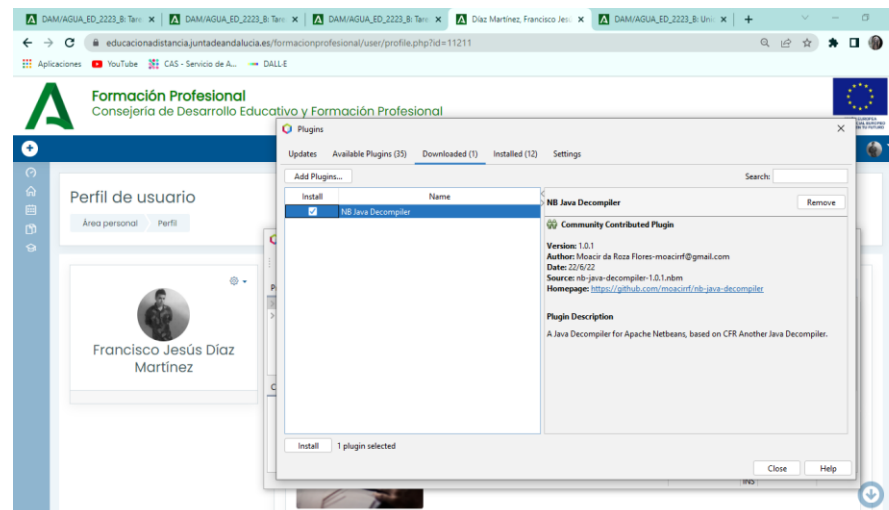 DAM/AGUA_ED_2223_B: Tare
DAM/AGUA_ED_2223_B: Tare
DAM/AGUA_ED_2223_B: Tare
Díaz Martínez, Francisco Jesú
DAM/AGUA_ED_2223_B: Uni
educacionadistancia.juntadeandalucia.es/formacionprofesional/user/profile.php?id=11211
Aplicaciones
YouTube
CAS - Servicio de A...
DALL·E
Formación Profesional
Consejería de Desarrollo Educativo y Formación Profesional
Perfil de usuario
Área personal
Perfil
Francisco Jesús Díaz
Martínez
Plugins
Updates
Available Plugins (35)
Downloaded (1)
Installed (12)
Settings
Add Plugins...
Search:
Install
Name
NB Java Decompiler
NB Java Decompiler
Remove
Community Contributed Plugin
Version: 1.0.1
Author: Moacir da Roza Flores-moacirrf@gmail.com
Date: 22/6/22
Source: nb-java-decompiler-1.0.1.nbm
Homepage: https://github.com/moacirrf/nb-java-decompiler
Plugin Description
A Java Decompiler for Apache Netbeans, based on CFR Another Java Decompiler.
Install
1 plugin selected
Close
Help
INS